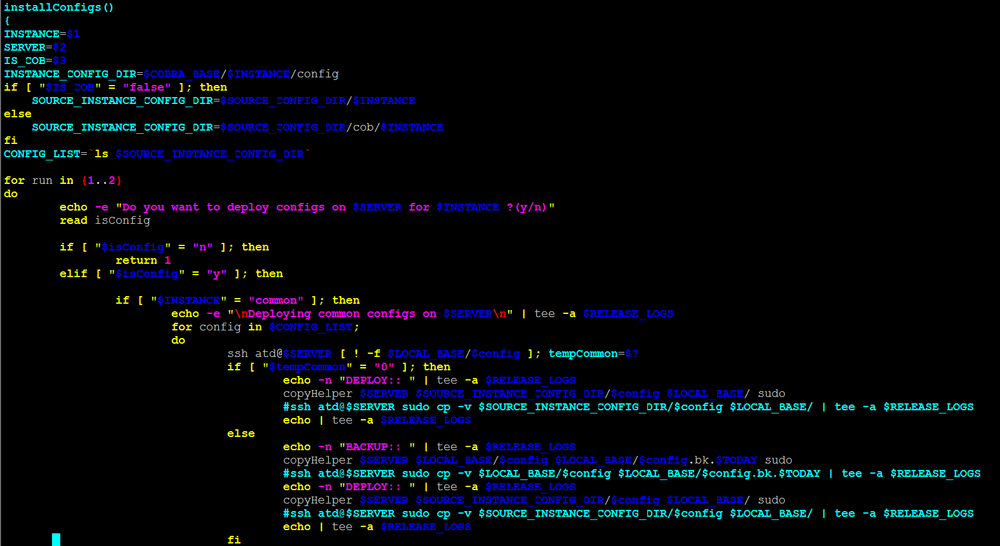 installConfigs()
{
INSTANCE=$1
SERVER=$2
IS_COB=$3
INSTANCE_CONFIG_DIR=$COBRA_BASE/$INSTANCE/config
if [ "$IS_COB" = "false" ]; then
    SOURCE_INSTANCE_CONFIG_DIR=$SOURCE_CONFIG_DIR/$INSTANCE
else
    SOURCE_INSTANCE_CONFIG_DIR=$SOURCE_CONFIG_DIR/cob/$INSTANCE
fi
CONFIG_LIST=`ls $SOURCE_INSTANCE_CONFIG_DIR`

for run in {1..2}
do
        echo -e "Do you want to deploy configs on $SERVER for $INSTANCE ?(y/n)"
        read isConfig

        if [ "$isConfig" = "n" ]; then
                return 1
        elif [ "$isConfig" = "y" ]; then

                if [ "$INSTANCE" = "common" ]; then
                        echo -e "\nDeploying common configs on $SERVER\n" | tee -a $RELEASE_LOGS
                        for config in $CONFIG_LIST;
                        do
                                ssh atd@$SERVER [ ! -f $LOCAL_BASE/$config ]; tempCommon=$?
                                if [ "$tempCommon" = "0" ]; then
                                        echo -n "DEPLOY:: " | tee -a $RELEASE_LOGS
                                        copyHelper $SERVER $SOURCE_INSTANCE_CONFIG_DIR/$config $LOCAL_BASE/ sudo
                                        #ssh atd@$SERVER sudo cp -v $SOURCE_INSTANCE_CONFIG_DIR/$config $LOCAL_BASE/ | tee -a $RELEASE_LOGS
                                        echo | tee -a $RELEASE_LOGS
                                else
                                        echo -n "BACKUP:: " | tee -a $RELEASE_LOGS
                                        copyHelper $SERVER $LOCAL_BASE/$config $LOCAL_BASE/$config.bk.$TODAY sudo
                                        #ssh atd@$SERVER sudo cp -v $LOCAL_BASE/$config $LOCAL_BASE/$config.bk.$TODAY | tee -a $RELEASE_LOGS
                                        echo -n "DEPLOY:: " | tee -a $RELEASE_LOGS
                                        copyHelper $SERVER $SOURCE_INSTANCE_CONFIG_DIR/$config $LOCAL_BASE/ sudo
                                        #ssh atd@$SERVER sudo cp -v $SOURCE_INSTANCE_CONFIG_DIR/$config $LOCAL_BASE/ | tee -a $RELEASE_LOGS
                                        echo | tee -a $RELEASE_LOGS
                                fi